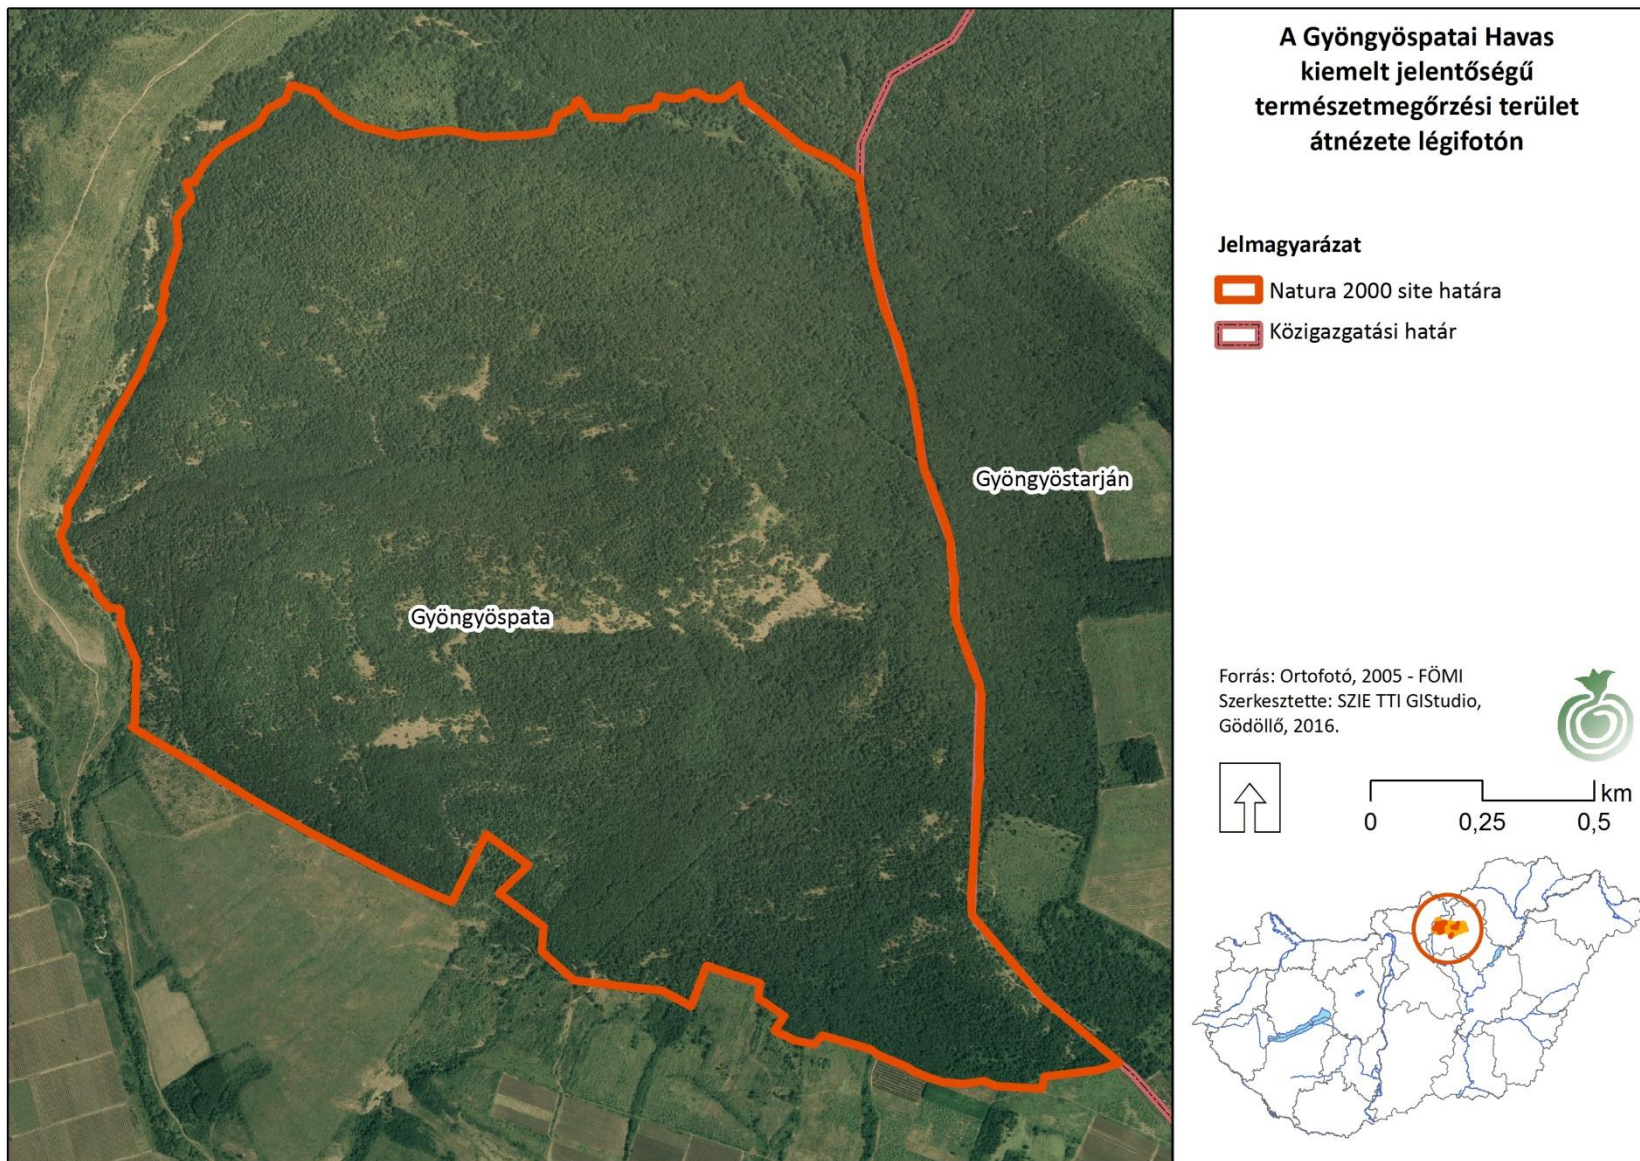 A Gyöngyöspatai Havas
kiemelt jelentőségű
természetmegőrzési terület
átnézete légifotón
Jelmagyarázat
Natura 2000 site határa
Közigazgatási határ
Gyöngyöstarján
Gyöngyöspata
Forrás: Ortofotó, 2005 - FÖMI
Szerkesztette: SZIE TTI GIStudio,
Gödöllő, 2016.
km
0 0,25 0,5